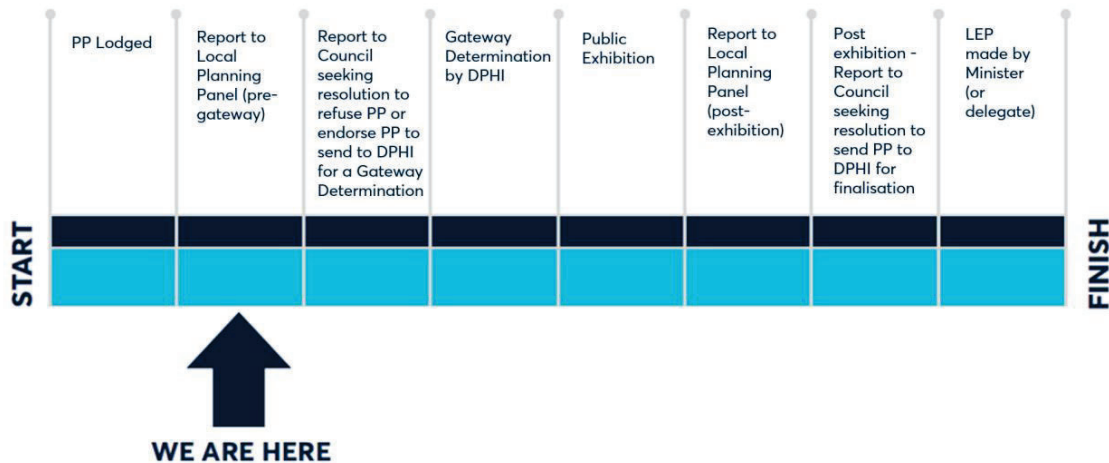 PP Lodged
Report to
Local
Planning
Panel (pre-
gateway)
Report to
Council
seeking
resolution to
refuse PP or
endorse PP to
send to DPHI
for a Gateway
Determination
Gateway
Determination
by DPHI
Public
Exhibition
Report to
Local
Planning
Panel
(post-
exhibition)
Post
exhibition -
Report to
Council
seeking
resolution to
send PP to
DPHI for
finalisation
LEP
made by
Minister
(or
delegate)
START
FINISH
WE ARE HERE